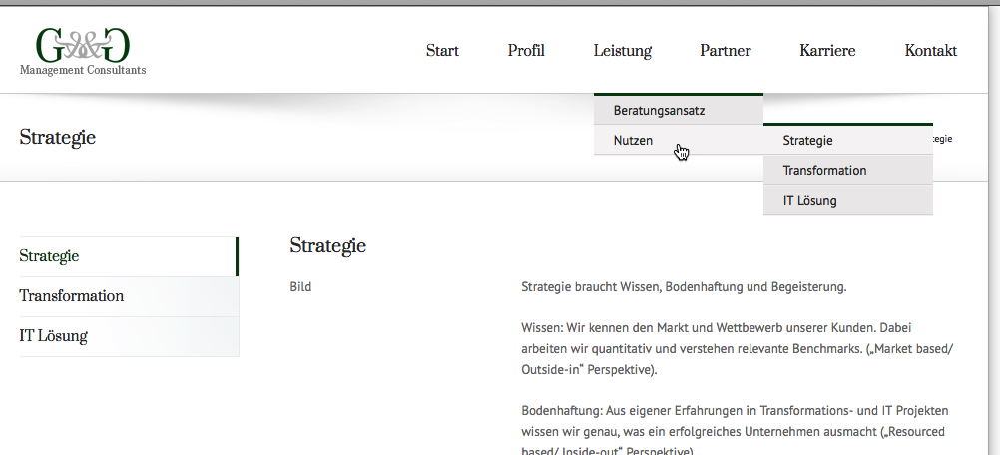 G&G
Management Consultants
Start Profil Leistung Partner Karriere Kontakt
Beratungsansatz
Nutzen
Strategie
Transformation
IT Lösung
Strategie
Strategie
Transformation
IT Lösung
Strategie
Bild
Strategie braucht Wissen, Bodenhaftung und Begeisterung.
Wissen: Wir kennen den Markt und Wettbewerb unserer Kunden. Dabei
arbeiten wir quantitativ und verstehen relevante Benchmarks. („Market based/
Outside-in“ Perspektive).
Bodenhaftung: Aus eigener Erfahrungen in Transformations- und IT Projekten
wissen wir genau, was ein erfolgreiches Unternehmen ausmacht („Resourced
based/ Inside-out“ Perspektive)